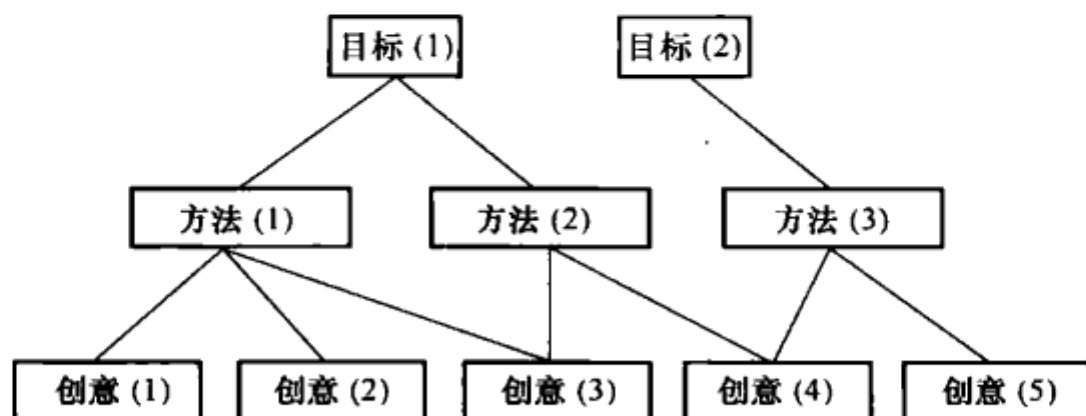 目标 (1) 目标 (2)
方法 (1) 方法 (2) 方法 (3)
创意 (1) 创意 (2) 创意 (3) 创意 (4) 创意 (5)